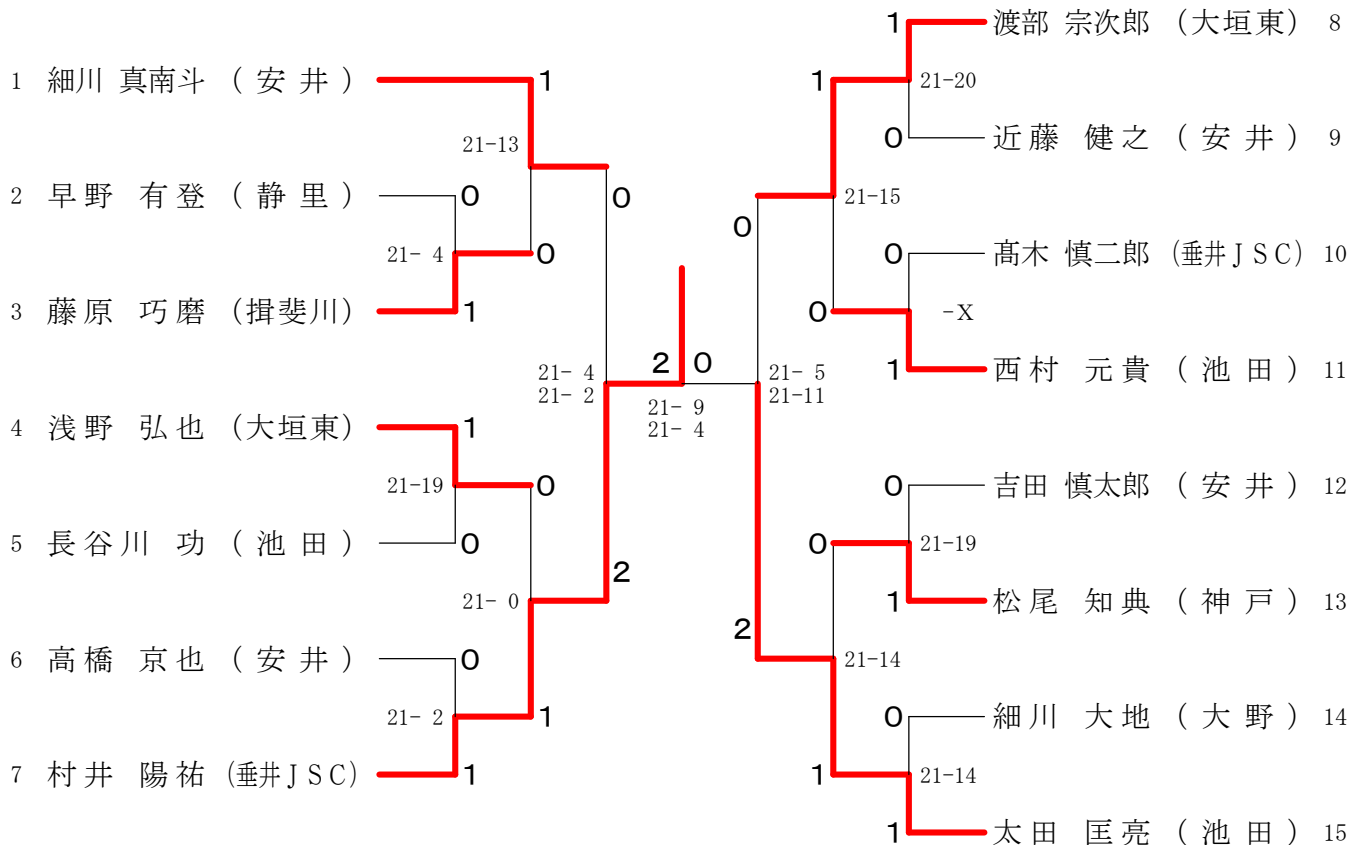 1 細川 真南斗 (安井) 1
21-13
2 早野 有登 (静里) 0
0
21- 4
0
3 藤原 巧磨 (揖斐川) 1
21- 4
21- 2
2
4 浅野 弘也 (大垣東) 1
21-19
0
5 長谷川 功 (池田) 0
2
21- 0
6 高橋 京也 (安井) 0
21- 2
1
7 村井 陽祐 (垂井JSC) 1
21- 9
21- 4
0
1 渡部 宗次郎 (大垣東) 8
1
21-20
0 近藤 健之 (安井) 9
21-15
0
0 髙木 慎二郎 (垂井JSC) 10
0
-X
1 西村 元貴 (池田) 11
21- 5
21-11
0 吉田 慎太郎 (安井) 12
0
21-19
1 松尾 知典 (神戸) 13
2
21-14
0 細川 大地 (大野) 14
1
21-14
1 太田 匡亮 (池田) 15